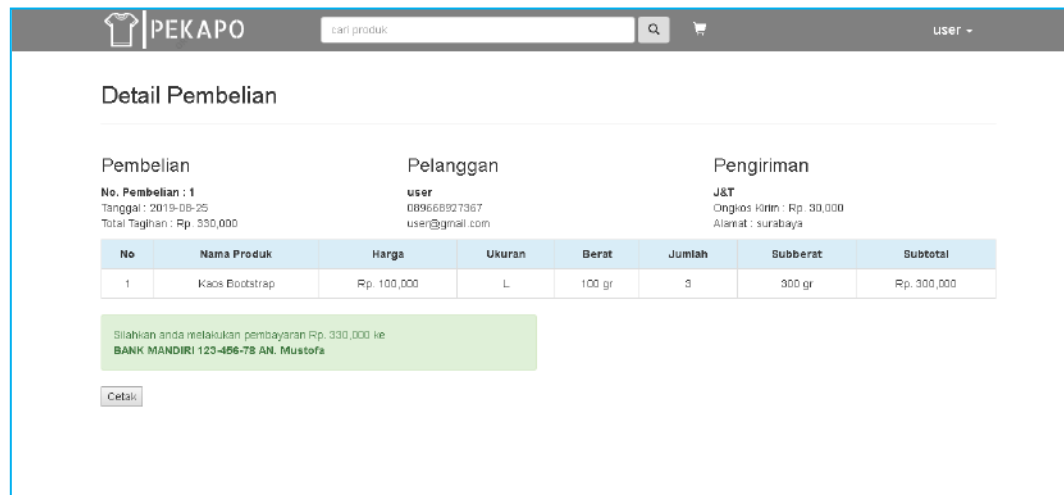 PEKAPO
cari produk
user
Detail Pembelian
Pembelian
No. Pembelian : 1
Tanggal : 2019-08-25
Total Tagihan : Rp. 330,000
Pelanggan
user
089668927367
user@gmail.com
Pengiriman
J&T
Ongkos Kirim : Rp. 30,000
Alamat : surabaya
No Nama Produk Harga Ukuran Berat Jumlah Subberat Subtotal
1 Kaos Bootstrap Rp. 100,000 L 100 gr 3 300 gr Rp. 300,000
Silahkan anda melakukan pembayaran Rp. 330,000 ke
BANK MANDIRI 123-456-78 AN. Mustofa
Cetak